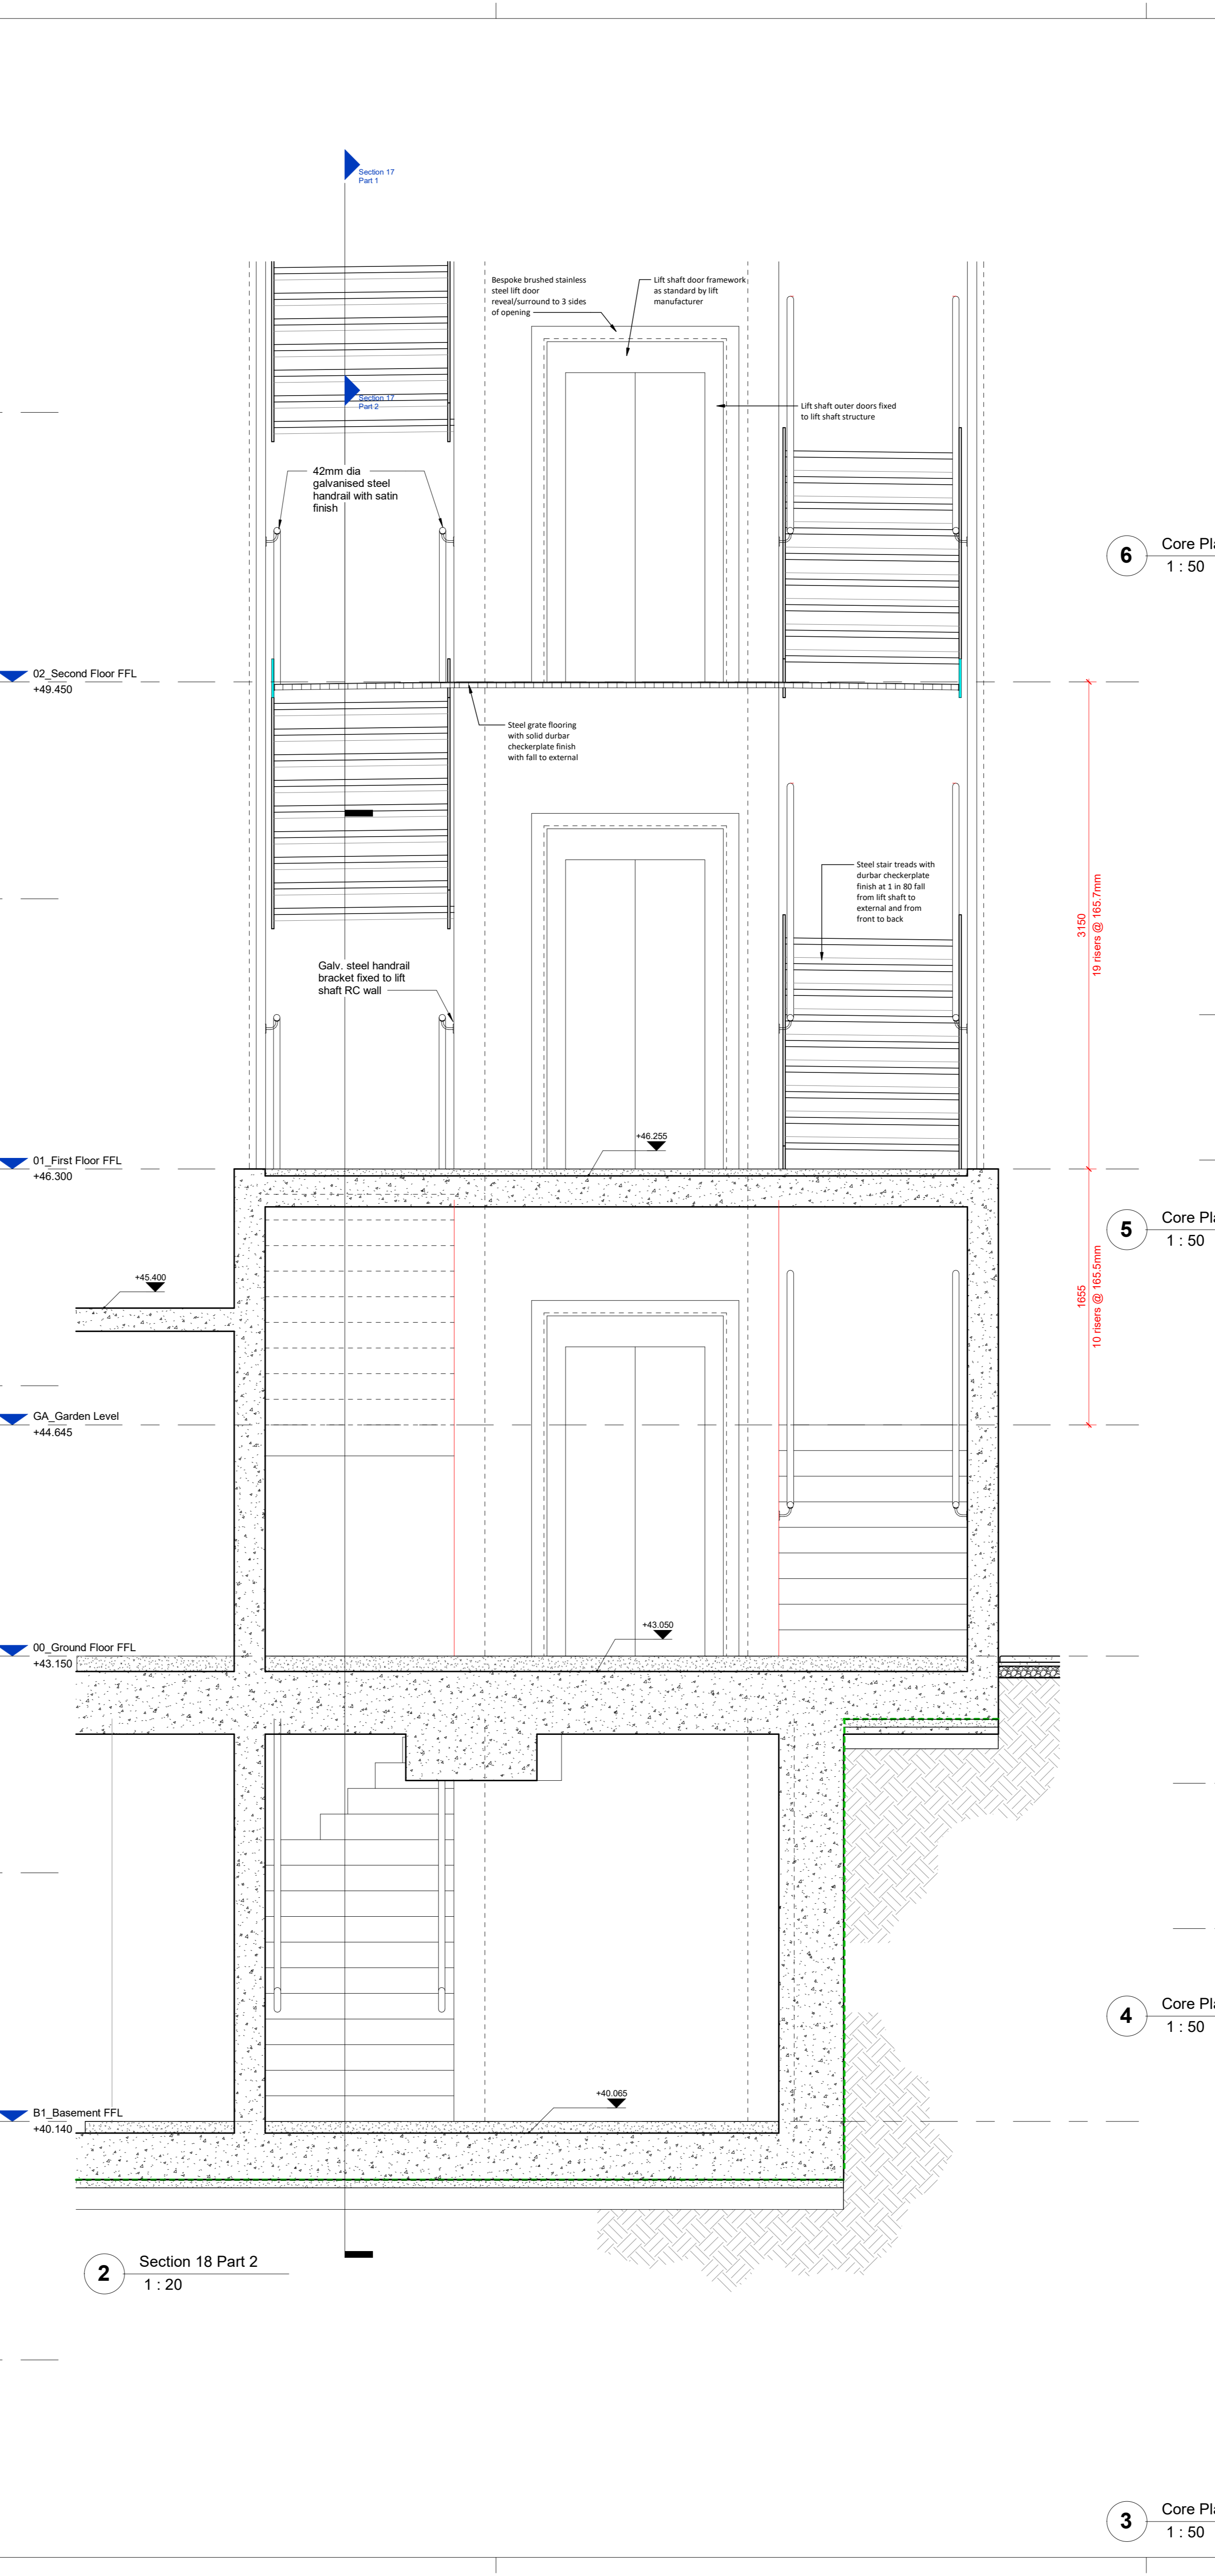 Section 17
Part 1
Bespoke brushed stainless
steel lift door
reveal/surround to 3 sides
of opening
Lift shaft door framework
as standard by lift
manufacturer
Section 17
Part 2
Lift shaft outer doors fixed
to lift shaft structure
42mm dia
galvanised steel
handrail with satin
finish
6
Core Pla
1 : 50
02_Second Floor FFL
+49.450
Steel grate flooring
with solid durbar
checkerplate finish
with fall to external
Steel stair treads with
durbar checkerplate
finish at 1 in 80 fall
from lift shaft to
external and from
front to back
3150
19 risers @ 165.7mm
Galv. steel handrail
bracket fixed to lift
shaft RC wall
+46.255
01_First Floor FFL
+46.300
5
Core Pla
1 : 50
+45.400
1655
10 risers @ 165.5mm
GA_Garden Level
+44.645
+43.050
00_Ground Floor FFL
+43.150
4
Core Pla
1 : 50
+40.065
B1_Basement FFL
+40.140
2
Section 18 Part 2
1 : 20
3
Core Pla
1 : 50